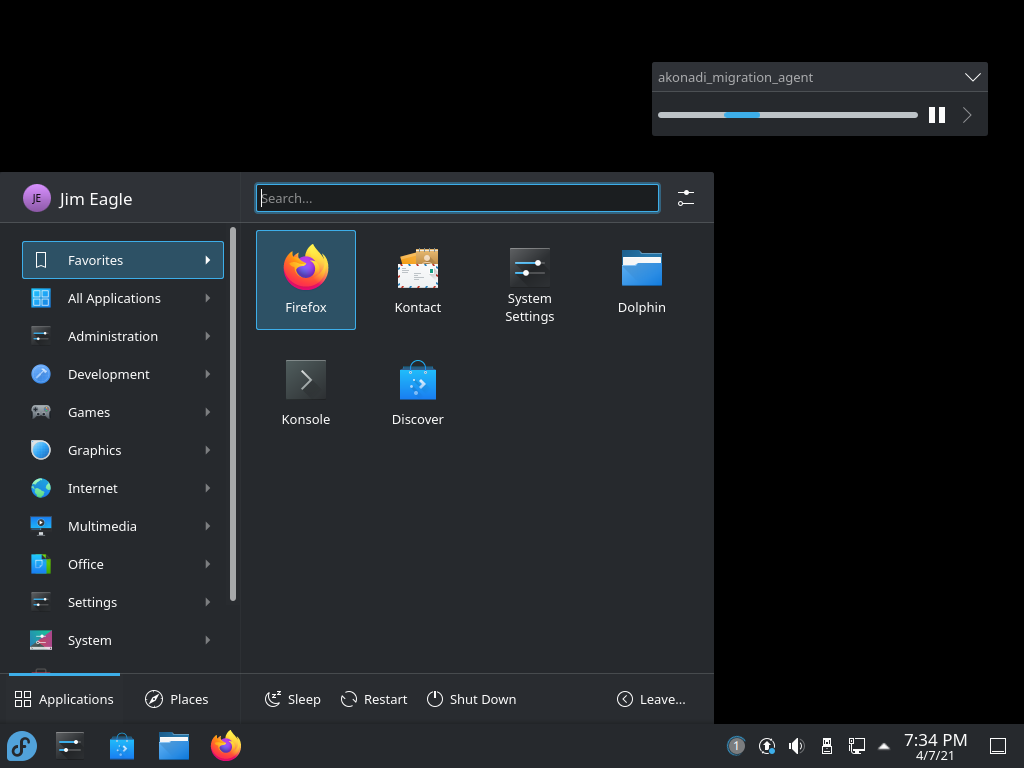 akonadi_migration_agent
JE
Jim Eagle
Search...
Favorites
All Applications
Administration
Development
Games
Graphics
Internet
Multimedia
Office
Settings
System
Firefox
Kontact
System
Settings
Dolphin
Konsole
Discover
Applications
Places
Sleep
Restart
Shut Down
Leave...
1
7:34 PM
4/7/21